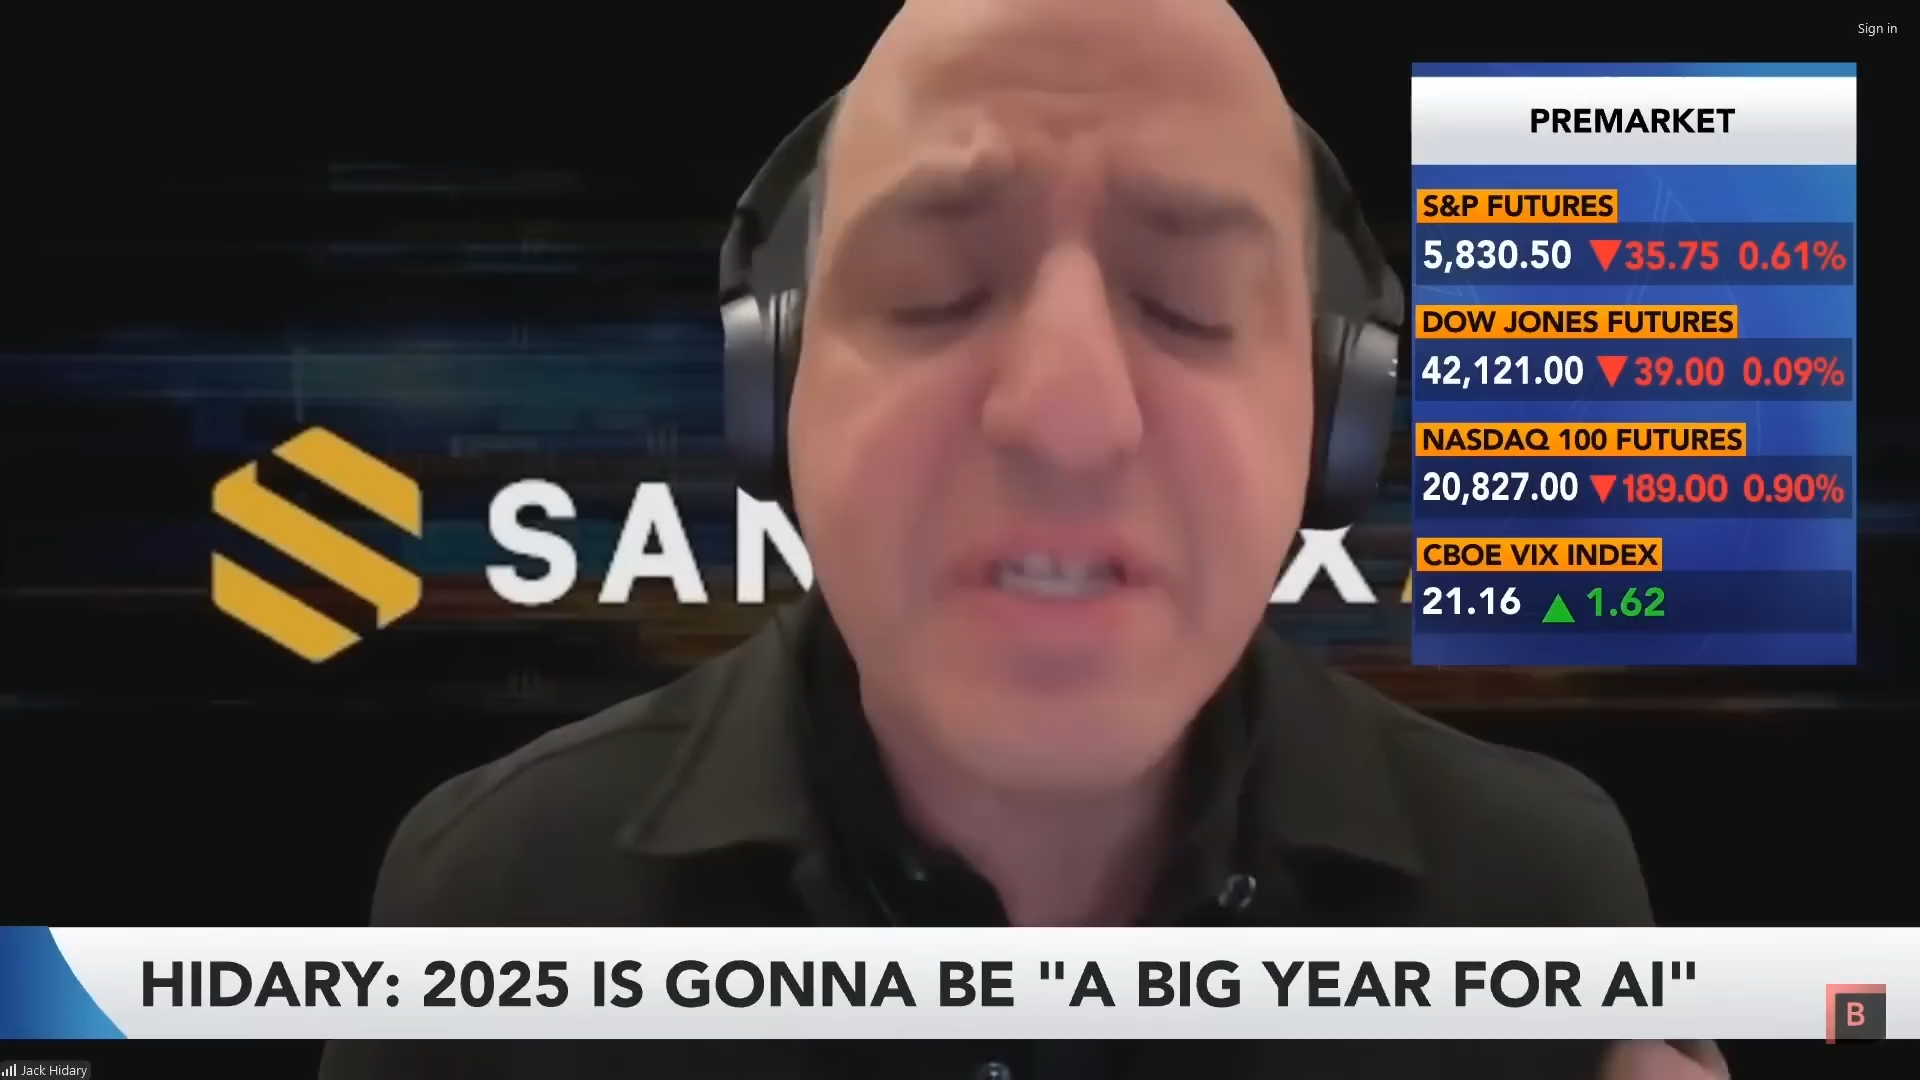 Sign in
PREMARKET
S&P FUTURES
5,830.50 ▼35.75 0.61%
DOW JONES FUTURES
42,121.00 ▼39.00 0.09%
NASDAQ 100 FUTURES
20,827.00 ▼189.00 0.90%
CBOE VIX INDEX
21.16 ▲1.62
HIDARY: 2025 IS GONNA BE "A BIG YEAR FOR AI"
B
Jack Hidary